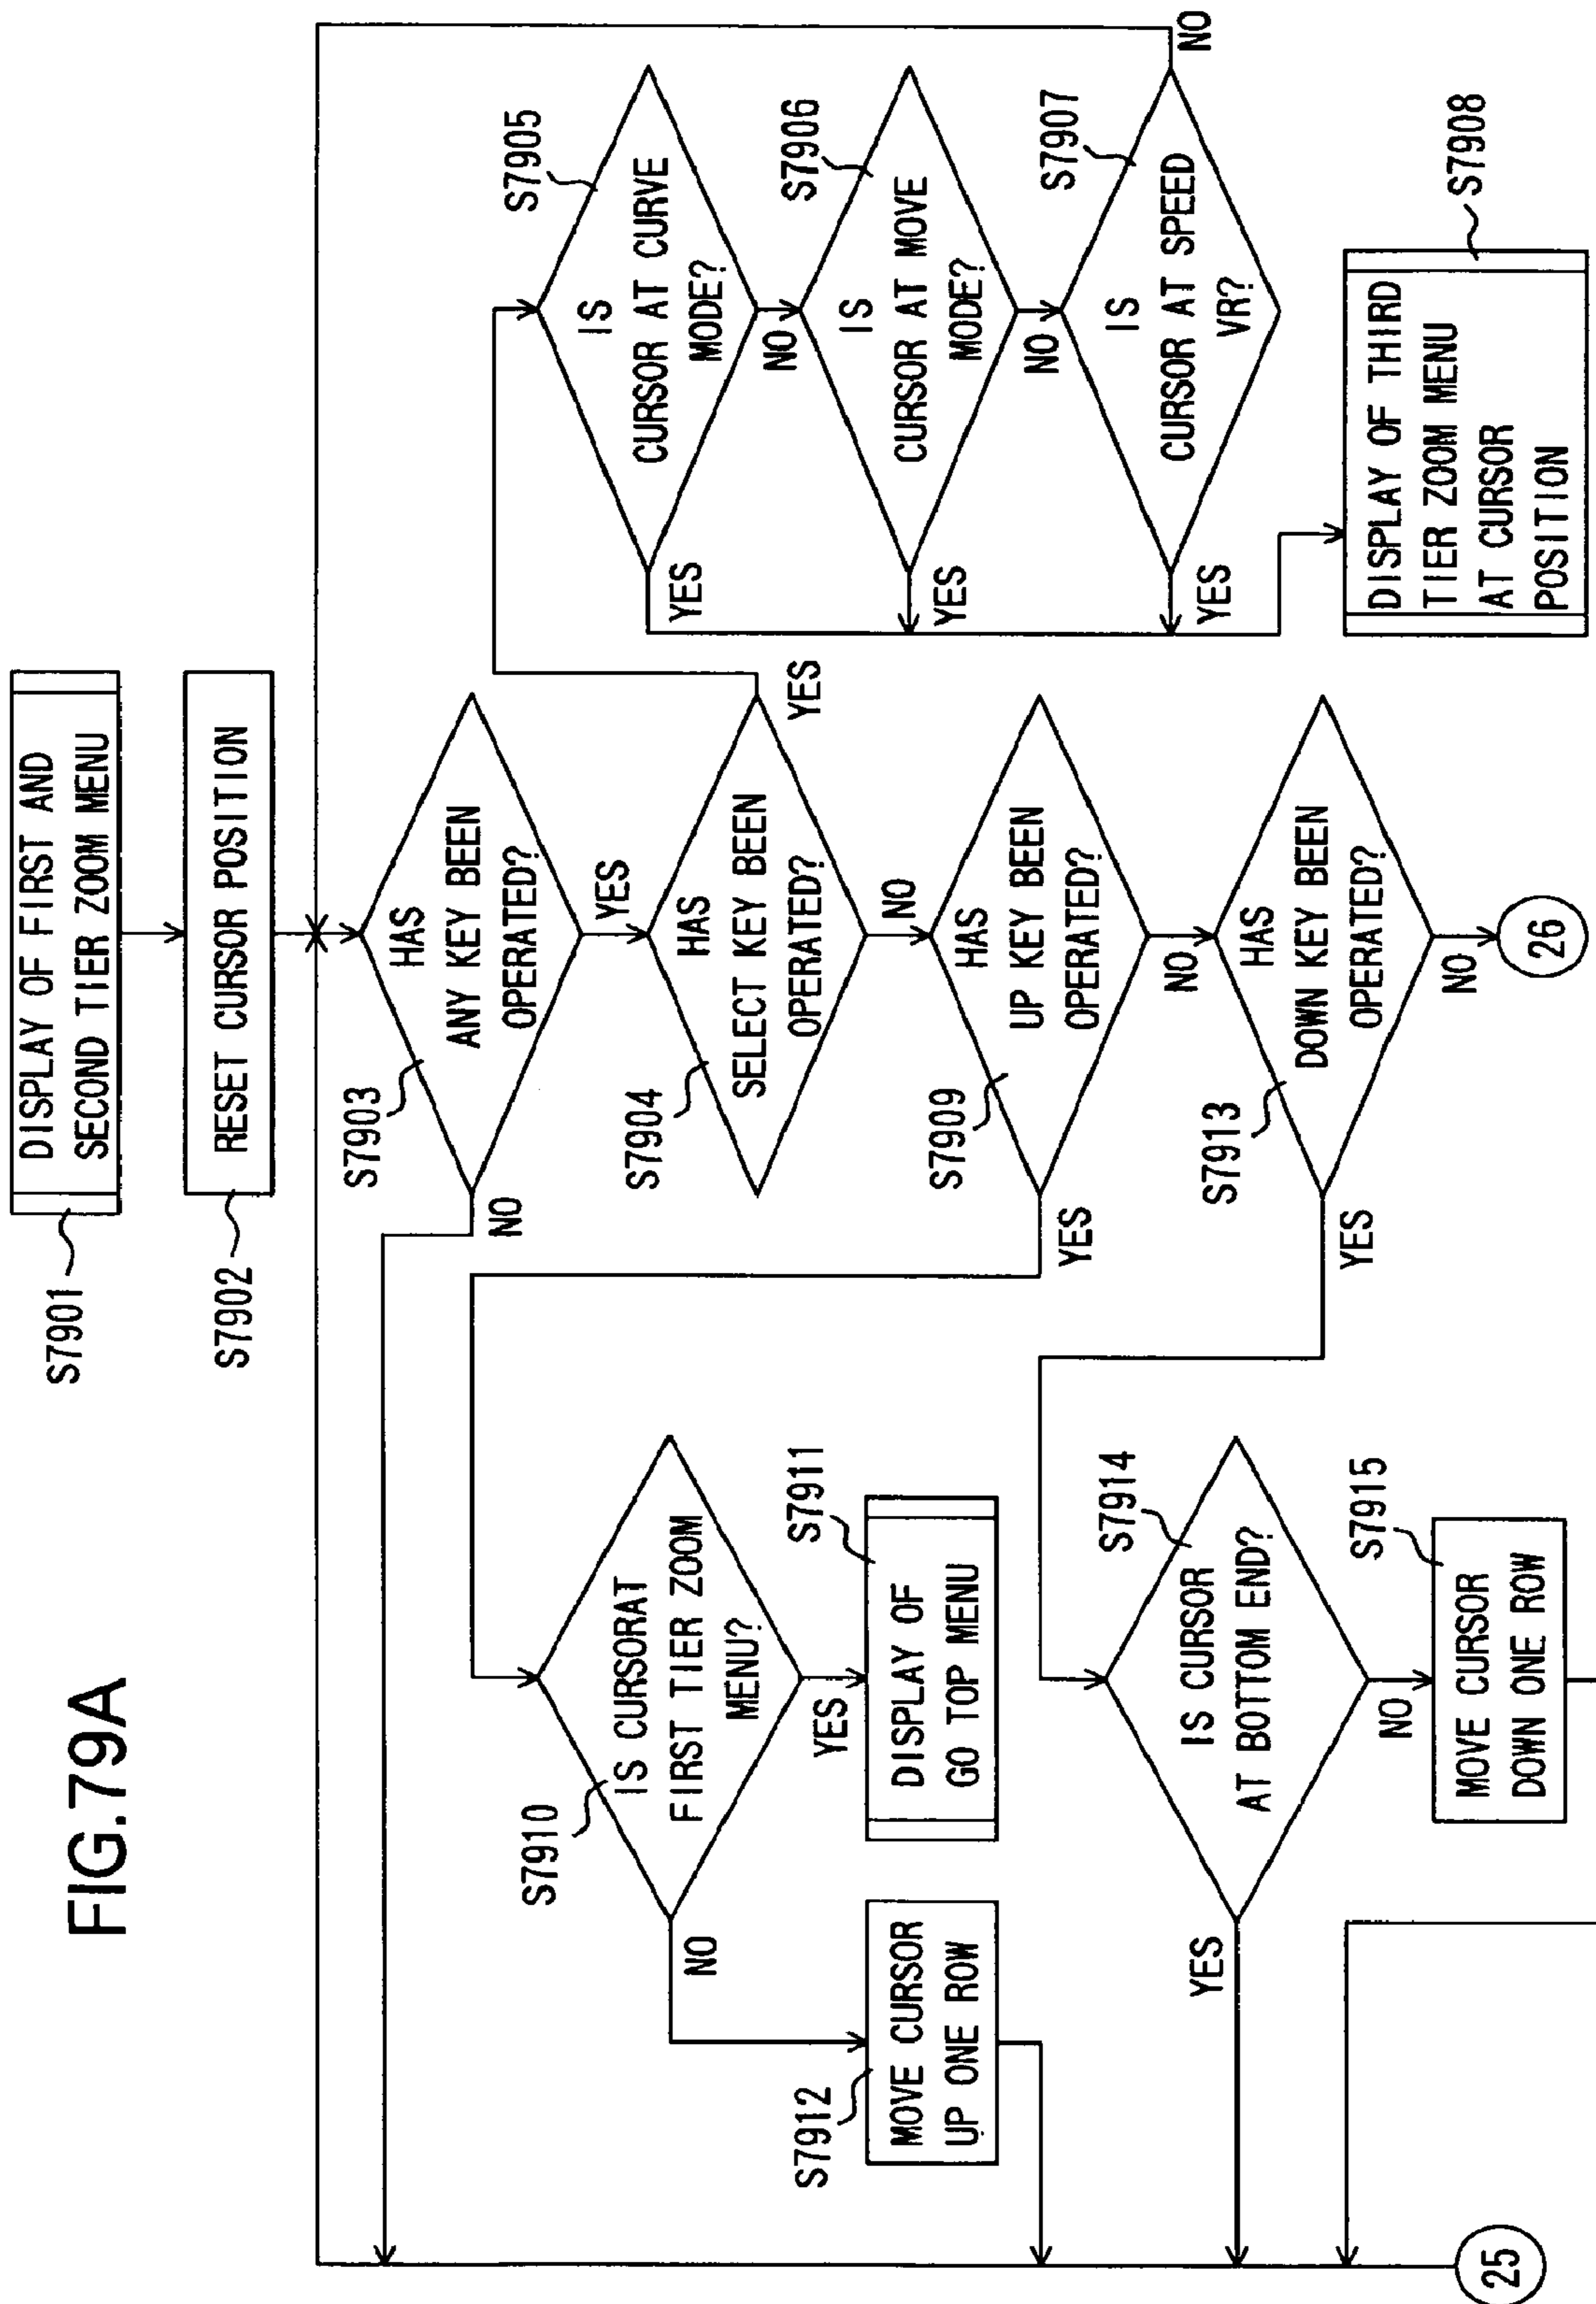 FIG.79A
S7901
DISPLAY OF FIRST AND
SECOND TIER ZOOM MENU
S7902
RESET CURSOR POSITION
S7903
HAS
ANY KEY BEEN
OPERATED?
NO
YES
S7904
HAS
SELECT KEY BEEN
OPERATED?
YES
NO
S7905
IS
CURSOR AT CURVE
MODE?
YES
NO
S7906
IS
CURSOR AT MOVE
MODE?
YES
NO
S7907
IS
CURSOR AT SPEED
VR?
YES
NO
S7908
DISPLAY OF THIRD
TIER ZOOM MENU
AT CURSOR
POSITION
S7909
HAS
UP KEY BEEN
OPERATED?
YES
NO
S7910
IS CURSORAT
FIRST TIER ZOOM
MENU?
NO
YES
S7911
DISPLAY OF
GO TOP MENU
S7912
MOVE CURSOR
UP ONE ROW
S7913
HAS
DOWN KEY BEEN
OPERATED?
YES
NO
S7914
IS CURSOR
AT BOTTOM END?
YES
NO
S7915
MOVE CURSOR
DOWN ONE ROW
25
26